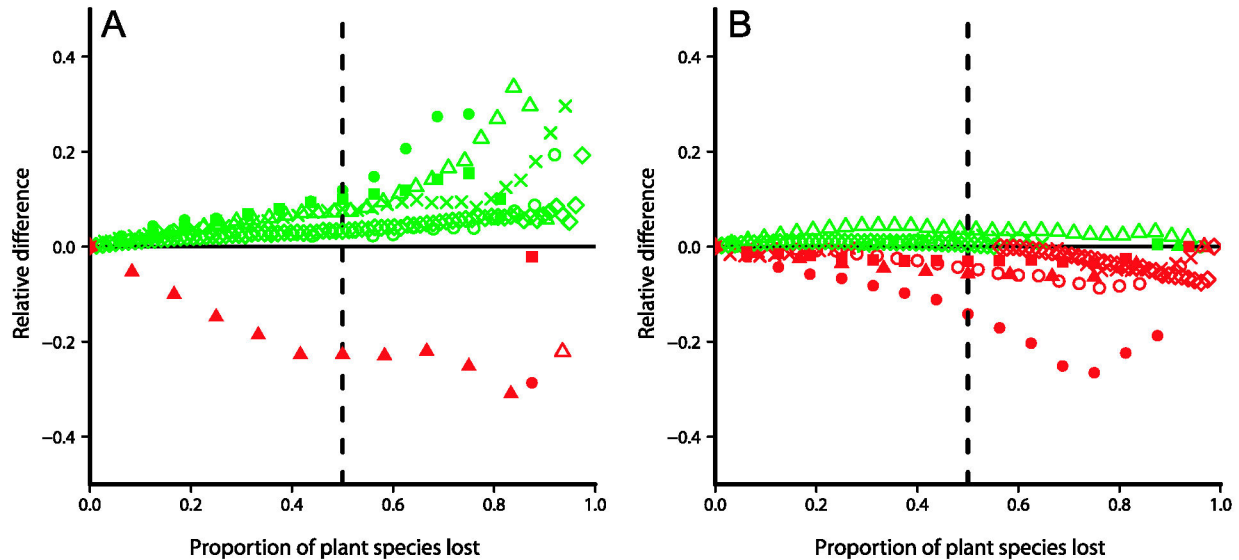 A
0.4
0.2
0.0
−0.2
−0.4
Relative difference
0.0 0.2 0.4 0.6 0.8 1.0
Proportion of plant species lost
B
0.4
0.2
0.0
−0.2
−0.4
Relative difference
0.0 0.2 0.4 0.6 0.8 1.0
Proportion of plant species lost